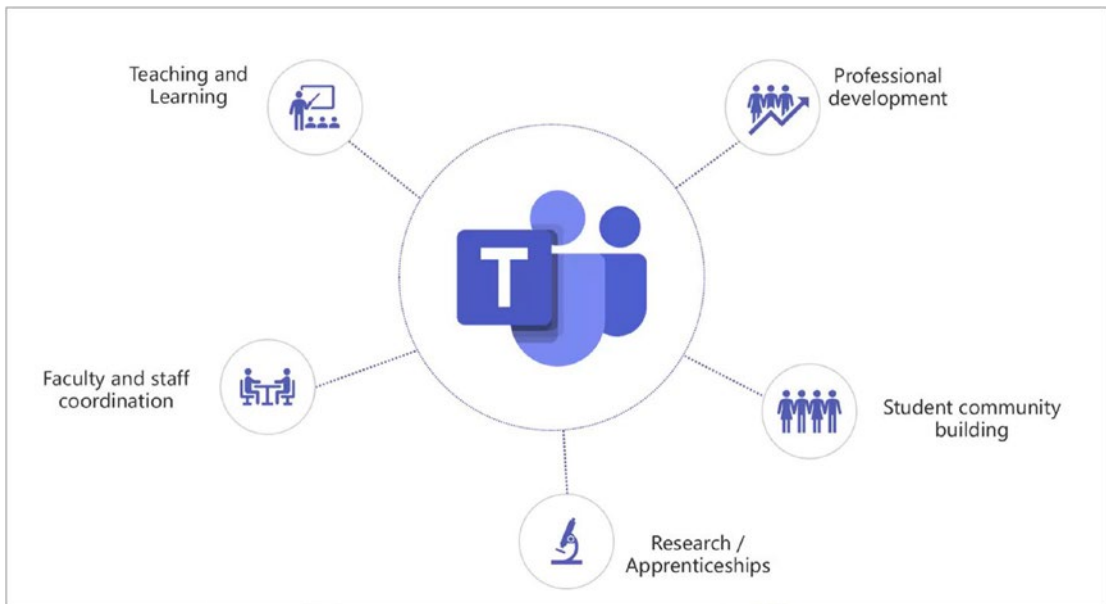 Teaching and
Learning
Professional
development
T
Faculty and staff
coordination
Student community
building
Research /
Apprenticeships